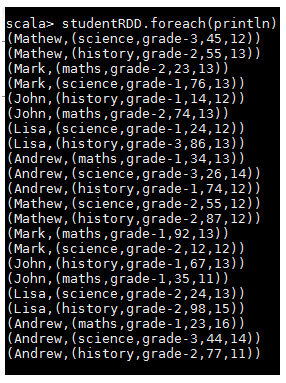 scala> studentRDD.foreach(println)
(Mathew,(science,grade-3,45,12))
(Mathew,(history,grade-2,55,13))
(Mark,(maths,grade-2,23,13))
(Mark,(science,grade-1,76,13))
(John,(history,grade-1,14,12))
(John,(maths,grade-2,74,13))
(Lisa,(science,grade-1,24,12))
(Lisa,(history,grade-3,86,13))
(Andrew,(maths,grade-1,34,13))
(Andrew,(science,grade-3,26,14))
(Andrew,(history,grade-1,74,12))
(Mathew,(science,grade-2,55,12))
(Mathew,(history,grade-2,87,12))
(Mark,(maths,grade-1,92,13))
(Mark,(science,grade-2,12,12))
(John,(history,grade-1,67,13))
(John,(maths,grade-1,35,11))
(Lisa,(science,grade-2,24,13))
(Lisa,(history,grade-2,98,15))
(Andrew,(maths,grade-1,23,16))
(Andrew,(science,grade-3,44,14))
(Andrew,(history,grade-2,77,11))